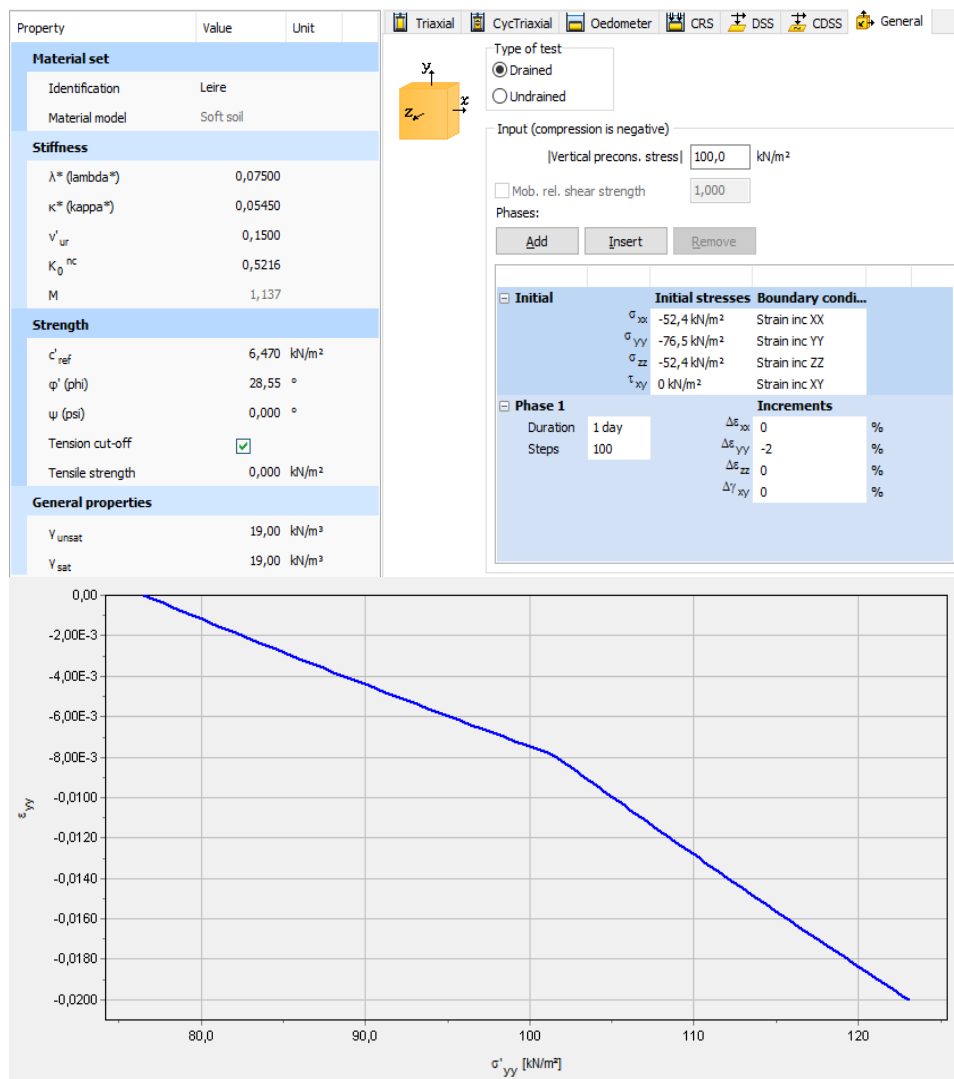 Property Value Unit
Material set
Identification Leire
Material model Soft soil
Stiffness
λ* (lambda*) 0,07500
κ* (kappa*) 0,05450
ν'ur 0,1500
K0 nc 0,5216
M 1,137
Strength
c'ref 6,470 kN/m²
φ' (phi) 28,55 °
ψ (psi) 0,000 °
Tension cut-off
Tensile strength 0,000 kN/m²
General properties
γunsat 19,00 kN/m³
γsat 19,00 kN/m³
Triaxial CycTriaxial Oedometer CRS DSS CDSS General
y
x
z
Type of test
Drained
Undrained
Input (compression is negative)
|Vertical precons. stress| 100,0 kN/m²
Mob. rel. shear strength 1,000
Phases:
Add Insert Remove
Initial Initial stresses Boundary condi...
σxx -52,4 kN/m² Strain inc XX
σyy -76,5 kN/m² Strain inc YY
σzz -52,4 kN/m² Strain inc ZZ
τxy 0 kN/m² Strain inc XY
Phase 1 Increments
Duration 1 day Δεxx 0 %
Steps 100 Δεyy -2 %
Δεzz 0 %
Δγxy 0 %
0,00
-2,00E-3
-4,00E-3
-6,00E-3
-8,00E-3
-0,0100
-0,0120
-0,0140
-0,0160
-0,0180
-0,0200
εyy
80,0 90,0 100 110 120
σ'yy [kN/m²]